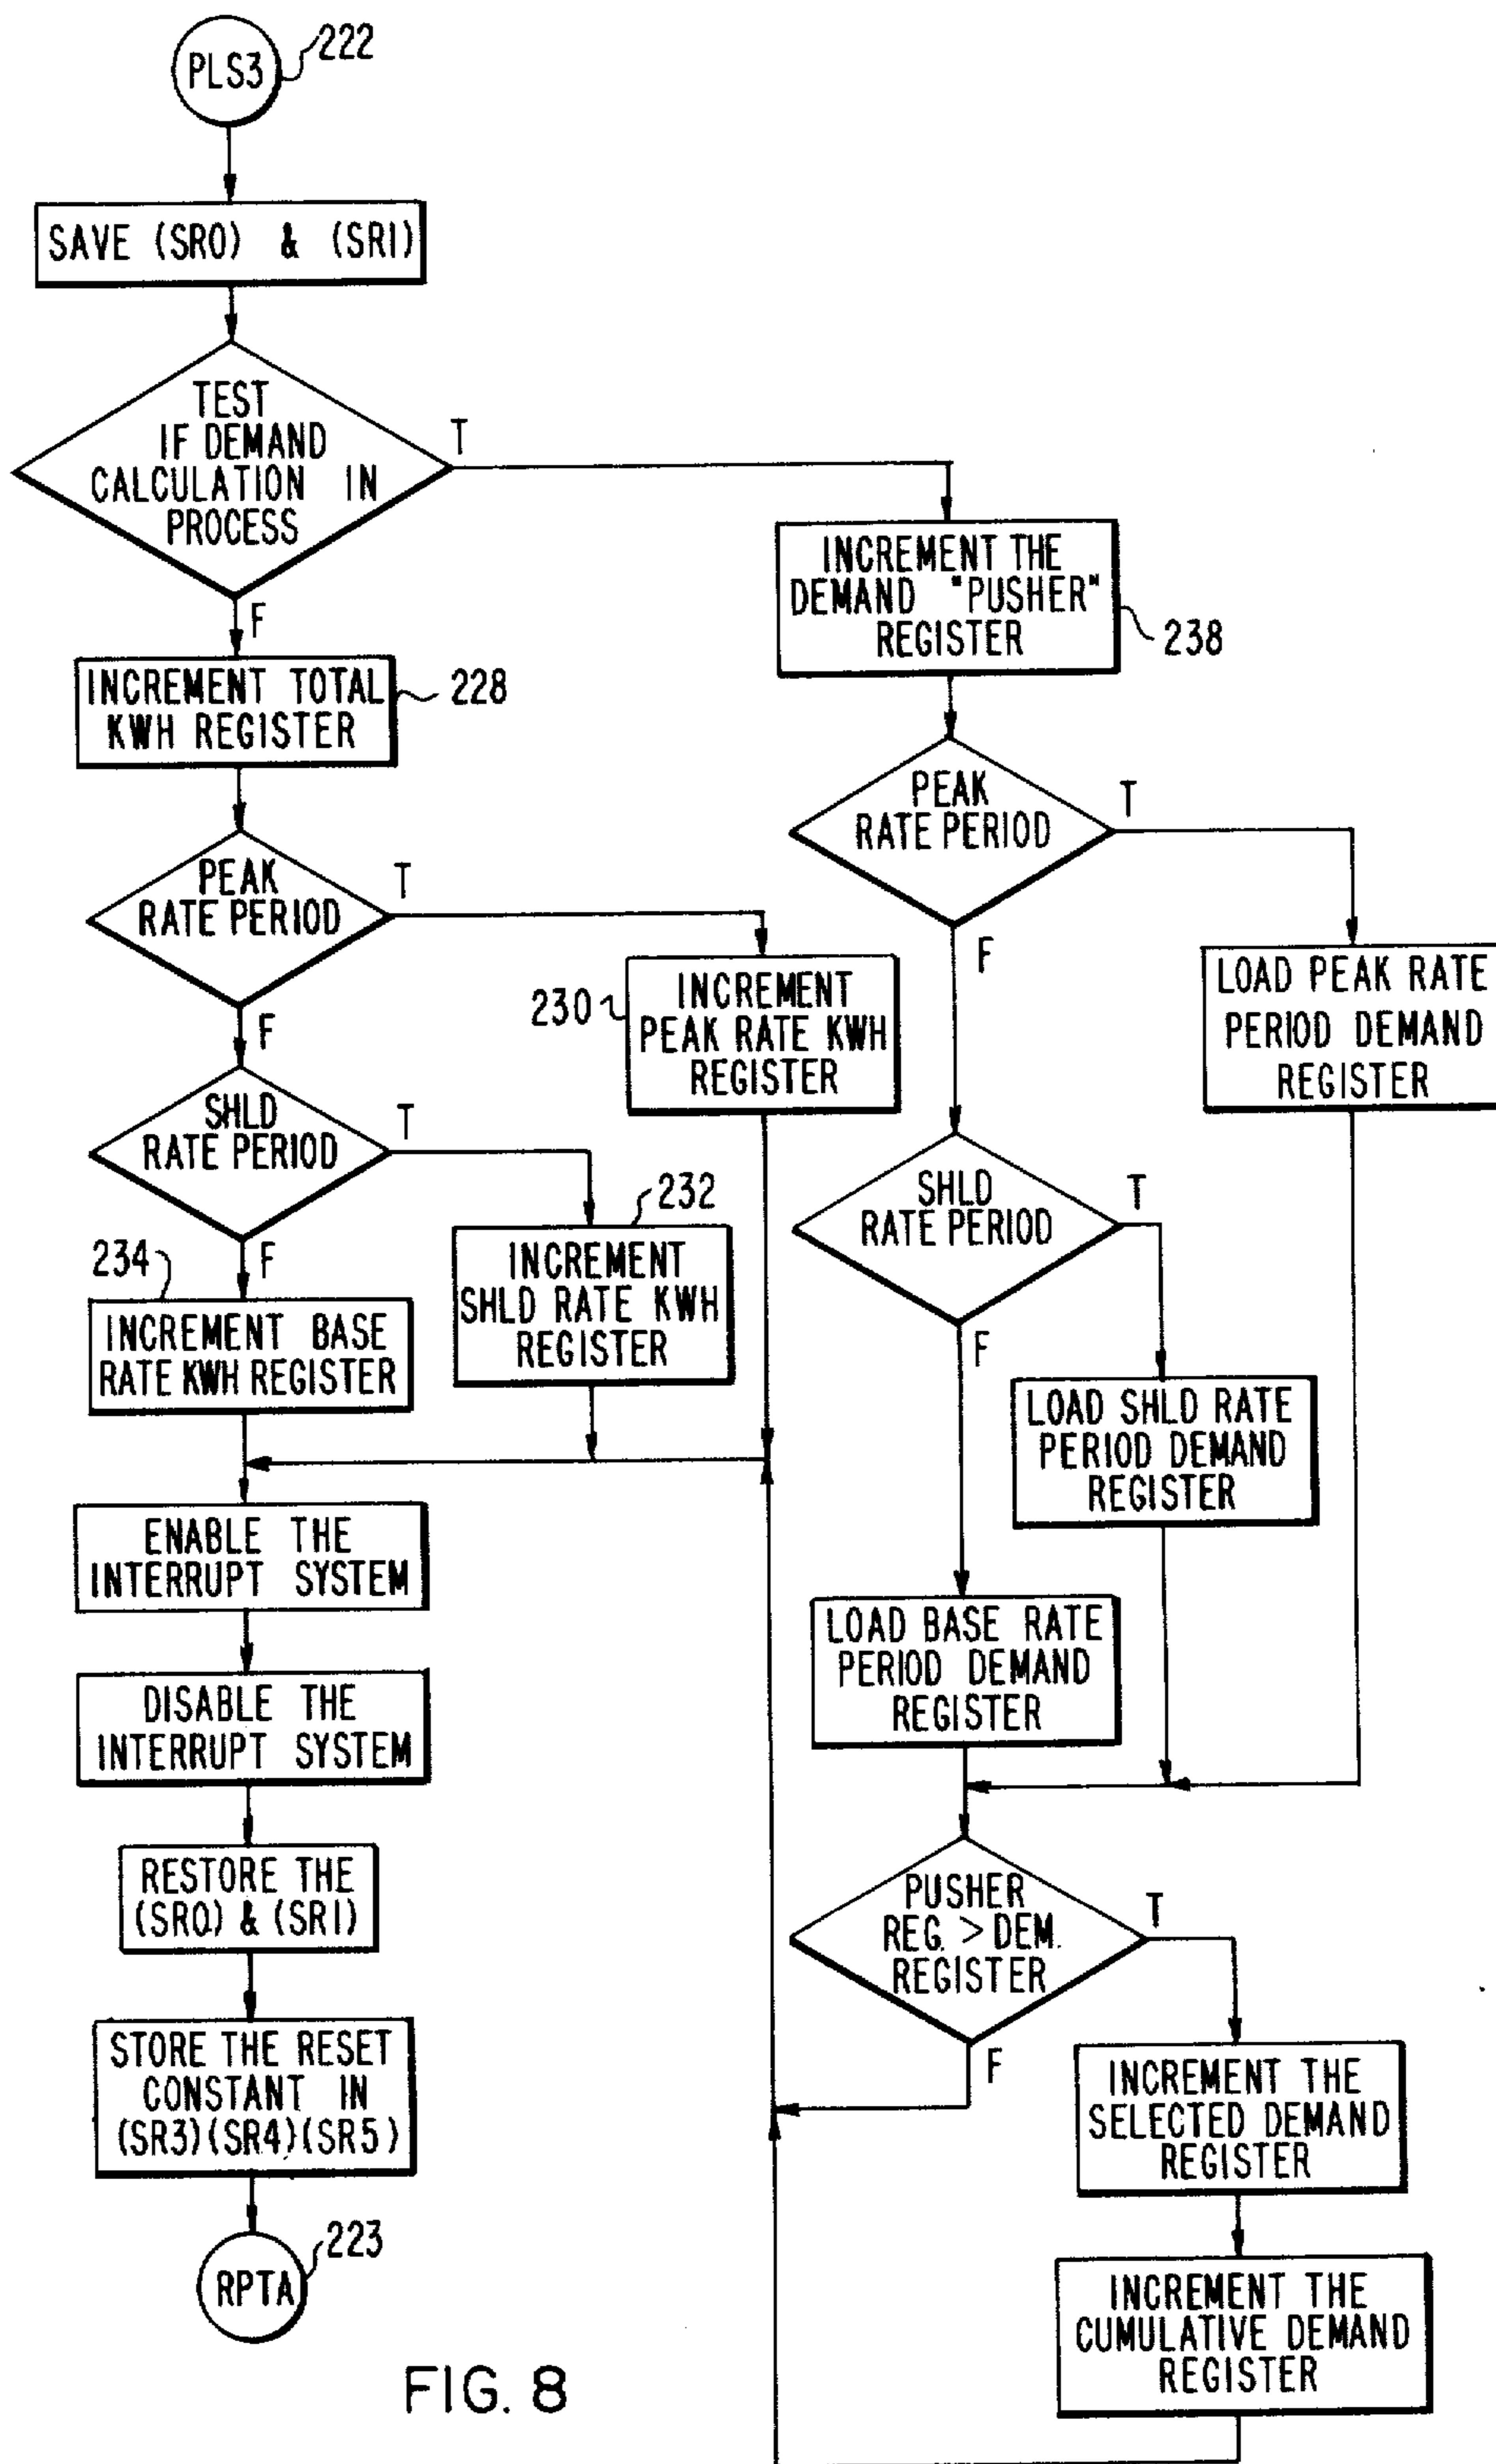 PLS3
222
SAVE (SR0) & (SR1)
TEST
IF DEMAND
CALCULATION IN
PROCESS
T
F
INCREMENT TOTAL
KWH REGISTER
228
PEAK
RATE PERIOD
T
F
230
INCREMENT
PEAK RATE KWH
REGISTER
SHLD
RATE PERIOD
T
F
232
INCREMENT
SHLD RATE KWH
REGISTER
234
INCREMENT BASE
RATE KWH REGISTER
ENABLE THE
INTERRUPT SYSTEM
DISABLE THE
INTERRUPT SYSTEM
RESTORE THE
(SR0) & (SR1)
STORE THE RESET
CONSTANT IN
(SR3)(SR4)(SR5)
RPTA
223
INCREMENT THE
DEMAND "PUSHER"
REGISTER
238
PEAK
RATE PERIOD
T
F
LOAD PEAK RATE
PERIOD DEMAND
REGISTER
SHLD
RATE PERIOD
T
F
LOAD SHLD RATE
PERIOD DEMAND
REGISTER
LOAD BASE RATE
PERIOD DEMAND
REGISTER
PUSHER
REG. > DEM.
REGISTER
T
F
INCREMENT THE
SELECTED DEMAND
REGISTER
INCREMENT THE
CUMULATIVE DEMAND
REGISTER
FIG. 8